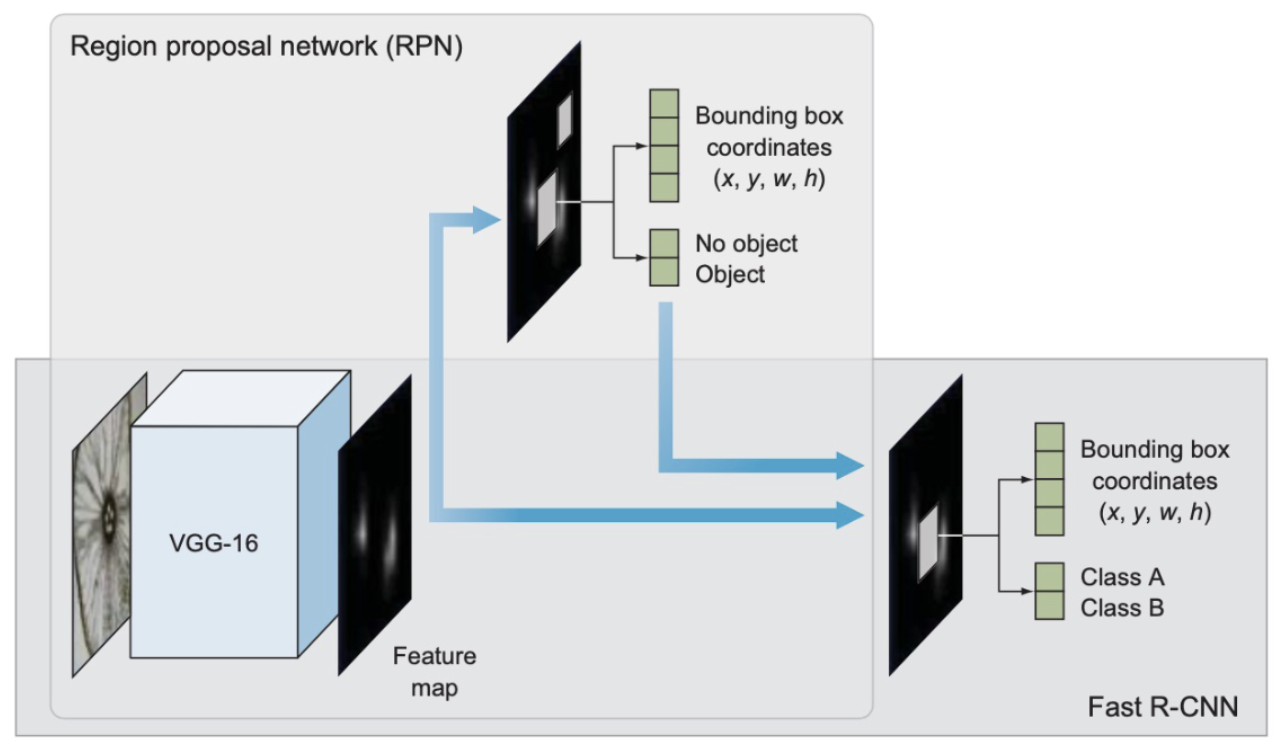 Region proposal network (RPN)
Bounding box
coordinates
(x, y, w, h)
No object
Object
VGG-16
Feature
map
Bounding box
coordinates
(x, y, w, h)
Class A
Class B
Fast R-CNN